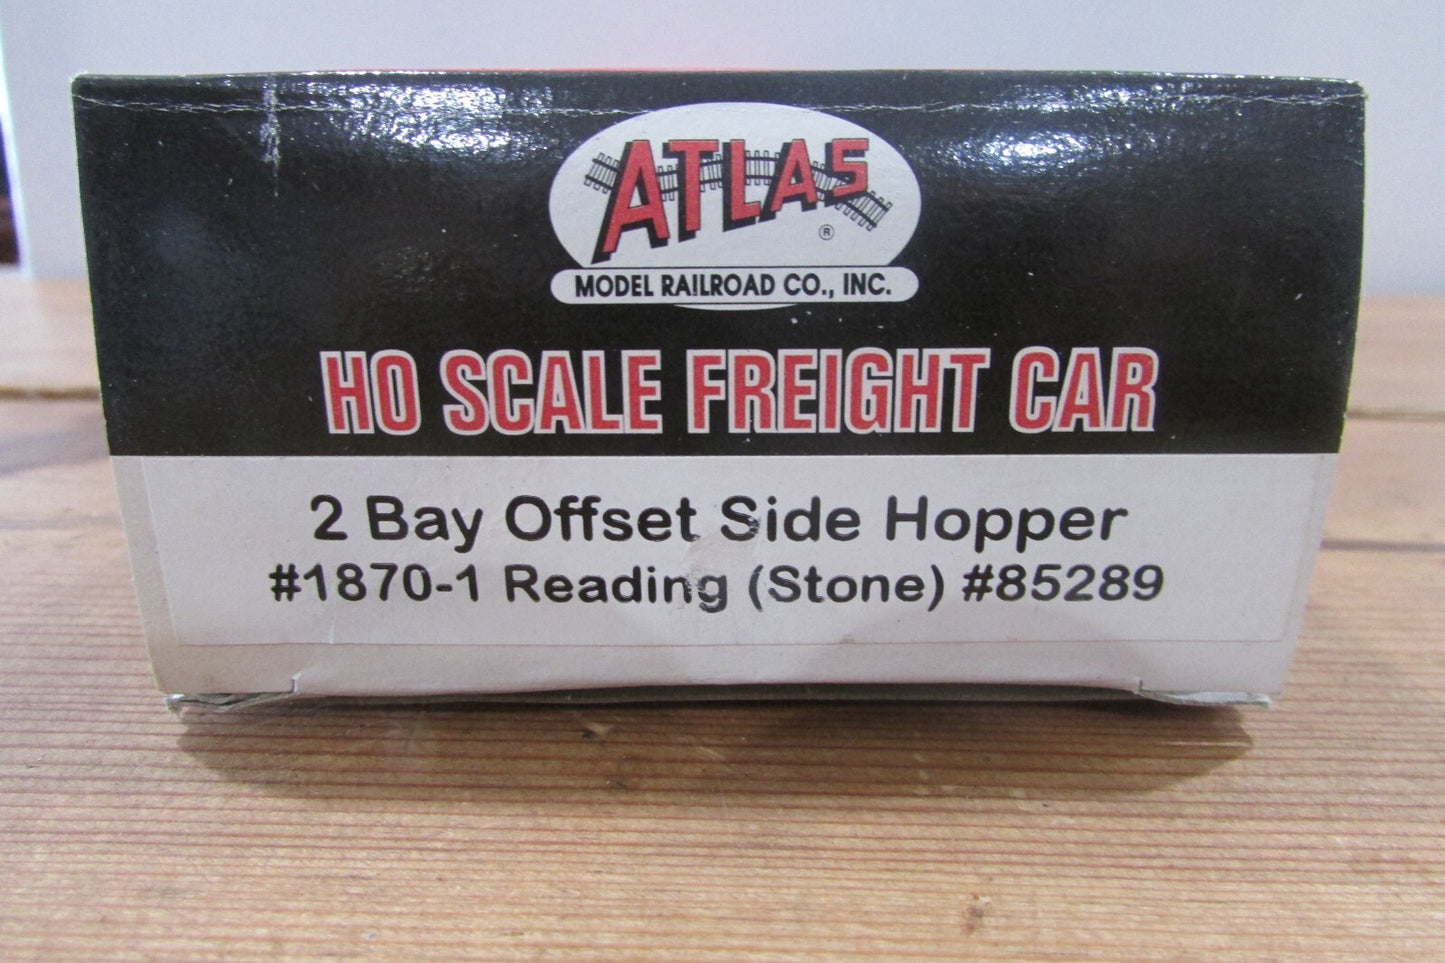 ATLAS
®
MODEL RAILROAD CO., INC.
HO SCALE FREIGHT CAR
2 Bay Offset Side Hopper
#1870-1 Reading (Stone) #85289